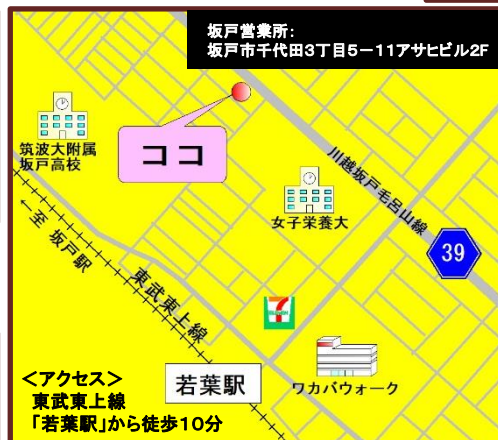 坂戸営業所:
坂戸市千代田3丁目5－11アサヒビル2F
筑波大附属
坂戸高校
ココ
川越坂戸毛呂山線
女子栄養大
39
←至 坂戸駅
東武東上線
7
ELEVEN
若葉駅
ワカバウォーク
＜アクセス＞
東武東上線
「若葉駅」から徒歩10分